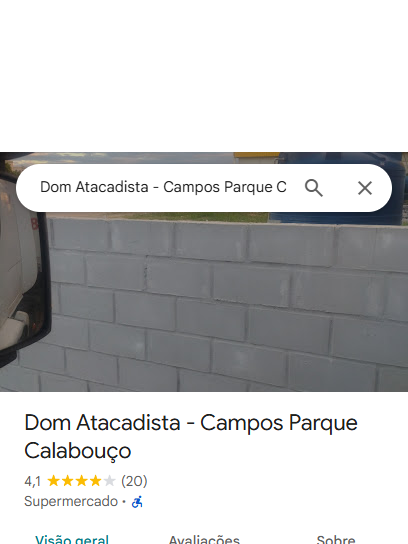 Dom Atacadista - Campos Parque C
Dom Atacadista - Campos Parque
Calabouço
4,1 (20)
Supermercado ·
Visão geral Avaliações Sobre